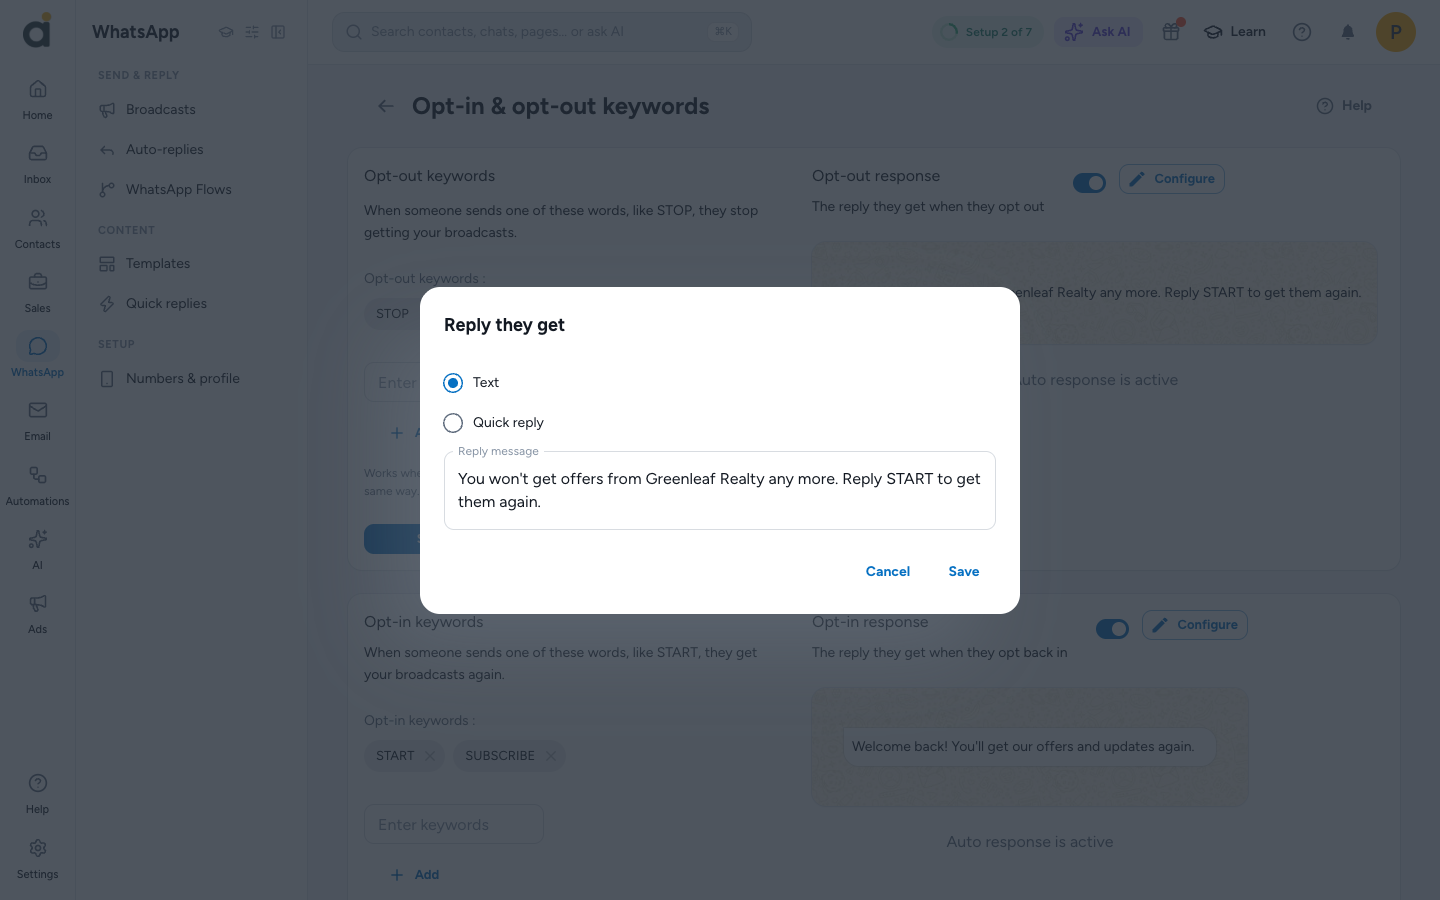 WhatsApp
Search contacts, chats, pages... or ask AI
⌘K
Setup 2 of 7
Ask AI
Learn
P
Home
Inbox
Contacts
Sales
WhatsApp
Email
Automations
AI
Ads
Help
Settings
SEND & REPLY
Broadcasts
Auto-replies
WhatsApp Flows
CONTENT
Templates
Quick replies
SETUP
Numbers & profile
Opt-in & opt-out keywords
Help
Opt-out keywords
When someone sends one of these words, like STOP, they stop
getting your broadcasts.
Opt-out keywords :
STOP
Enter
Works
same way.
Opt-out response
Configure
The reply they get when they opt out
Realty any more. Reply START to get them again.
response is active
Reply they get
Text
Quick reply
Reply message
You won't get offers from Greenleaf Realty any more. Reply START to get
them again.
Cancel
Save
Opt-in keywords
When someone sends one of these words, like START, they get
your broadcasts again.
Opt-in keywords :
START
SUBSCRIBE
Enter keywords
Add
Opt-in response
Configure
The reply they get when they opt back in
Welcome back! You'll get our offers and updates again.
Auto response is active